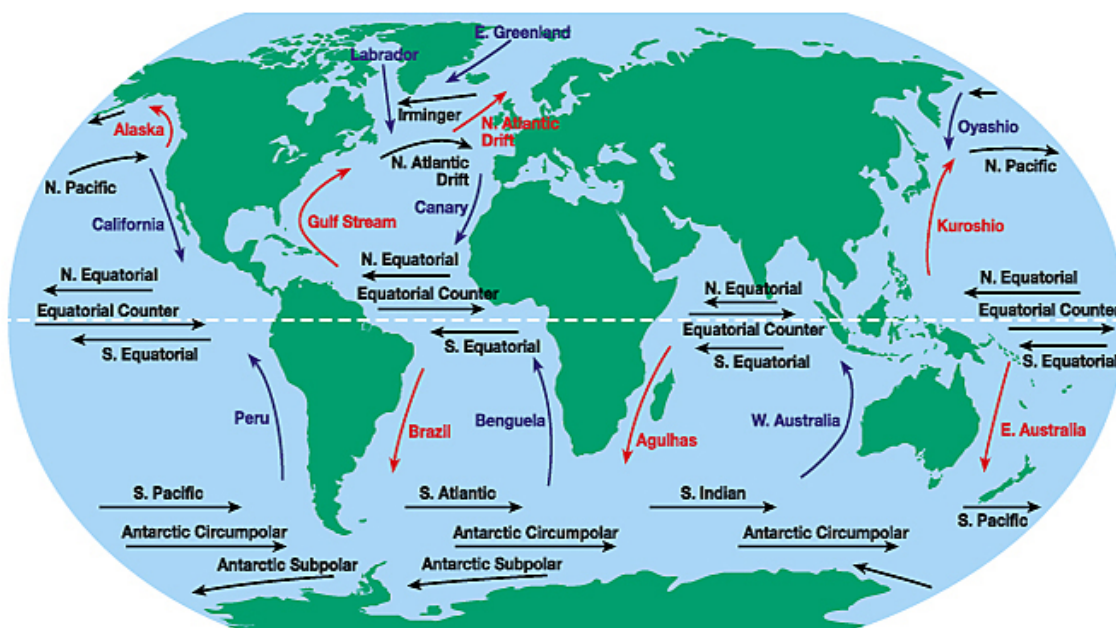 E. Greenland
Labrador
Irminger
Alaska
N. Atlantic
Drift
Oyashio
N. Pacific
N. Atlantic
Drift
N. Pacific
California
Gulf Stream
Canary
Kuroshio
N. Equatorial
N. Equatorial
N. Equatorial
N. Equatorial
Equatorial Counter
Equatorial Counter
Equatorial Counter
Equatorial Counter
S. Equatorial
S. Equatorial
S. Equatorial
S. Equatorial
Peru
Brazil
Benguela
Agulhas
W. Australia
E. Australia
S. Pacific
S. Atlantic
S. Indian
S. Pacific
Antarctic Circumpolar
Antarctic Circumpolar
Antarctic Circumpolar
Antarctic Subpolar
Antarctic Subpolar